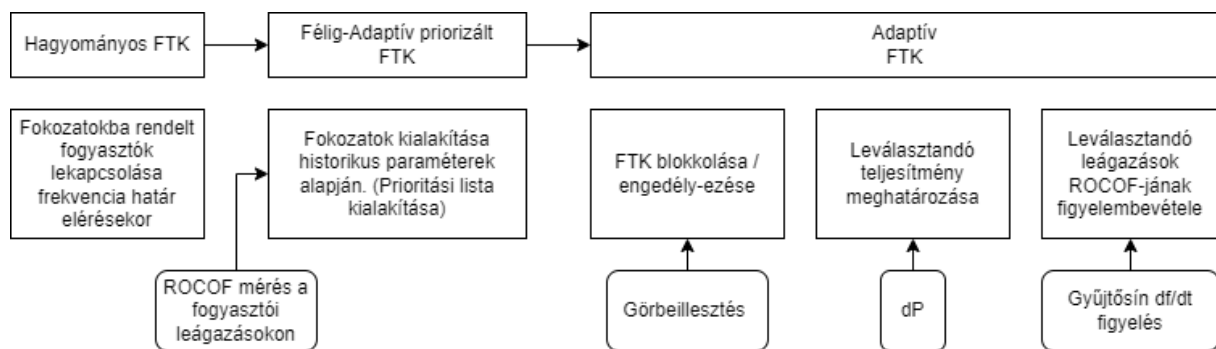 Hagyományos FTK
Félig-Adaptív priorizált
FTK
Adaptív
FTK
Fokozatokba rendelt
fogyasztók
lekapcsolása
frekvencia határ
elérésekor
Fokozatok kialakítása
historikus paraméterek
alapján. (Prioritási lista
kialakítása)
FTK blokkolása /
engedély-ezése
Leválasztandó
teljesítmény
meghatározása
Leválasztandó
leágazások
ROCOF-jának
figyelembevétele
ROCOF mérés a
fogyasztói
leágazásokon
Görbeillesztés
dP
Gyűjtősín df/dt
figyelés